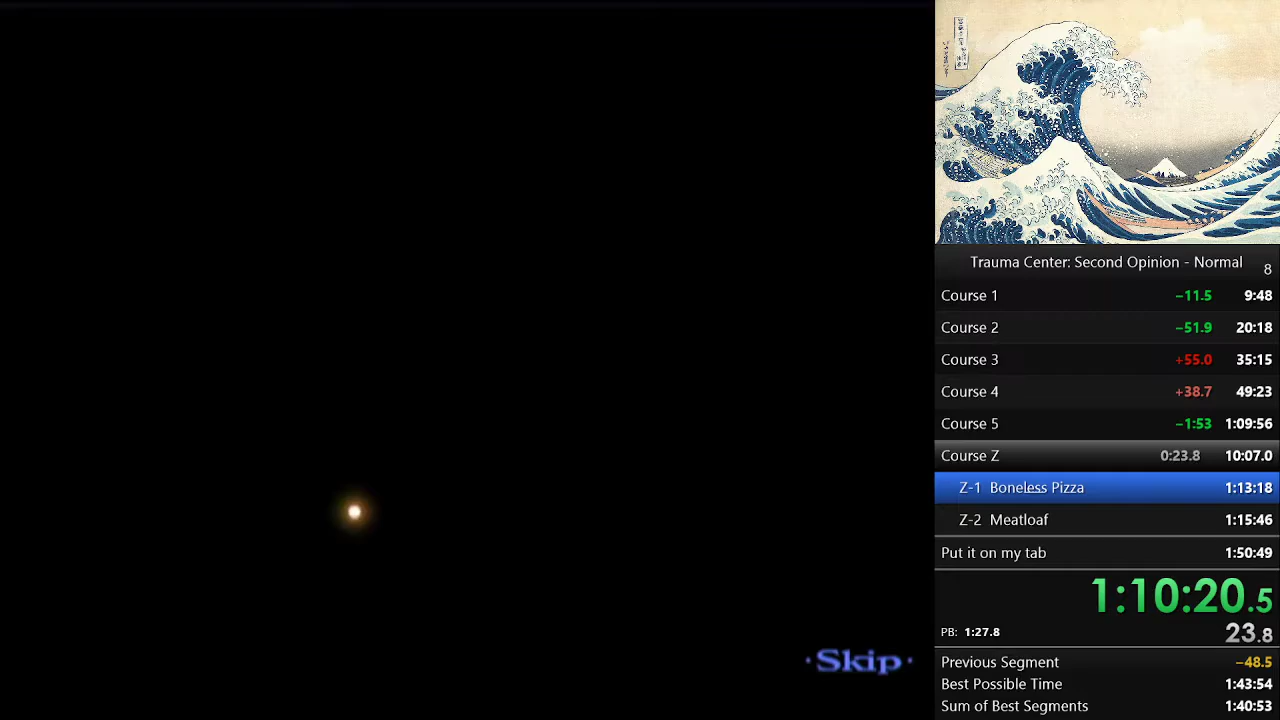 Trauma Center: Second Opinion - Normal
8
Course 1 -11.5 9:48
Course 2 -51.9 20:18
Course 3 +55.0 35:15
Course 4 +38.7 49:23
Course 5 -1:53 1:09:56
Course Z 0:23.8 10:07.0
Z-1 Boneless Pizza 1:13:18
Z-2 Meatloaf 1:15:46
Put it on my tab 1:50:49
1:10:20.5
PB: 1:27.8 23.8
Previous Segment -48.5
Best Possible Time 1:43:54
Sum of Best Segments 1:40:53
·Skip·